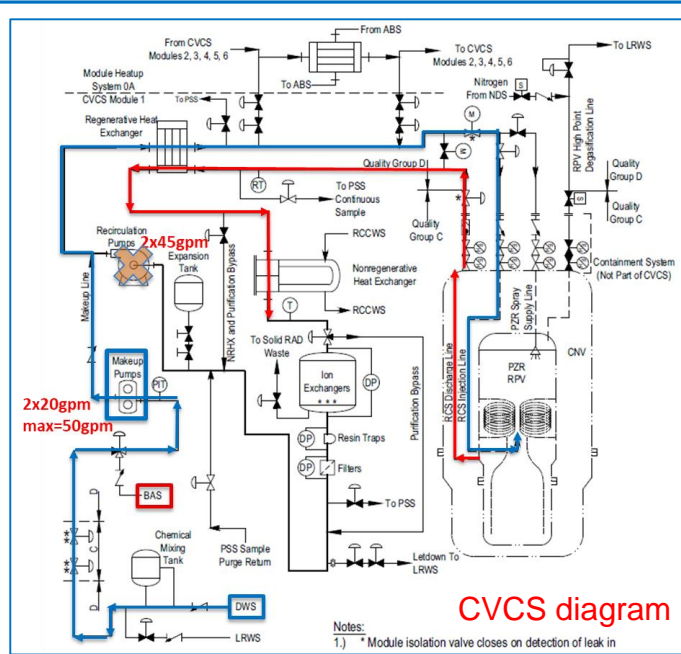 From CVCS
Modules 2, 3, 4, 5, 6
From ABS
To ABS
To CVCS
Modules 2, 3, 4, 5, 6
To LRWS
Module Heatup
System 0A
CVCS Module 1
To PSS
Nitrogen
From NDS
S
RPV High Point
Degasification Line
Regenerative Heat
Exchanger
M
*
M
Quality Group D
Quality
Group C
*
Quality
Group D
S
Quality
Group C
RT
To PSS
Continuous
Sample
Containment System
(Not Part of CVCS)
Recirculation
Pumps
2x45gpm
Expansion
Tank
RCCWS
Nonregenerative
Heat Exchanger
RCCWS
T
NRHX and Purification Bypass
Makeup Line
To Solid RAD
Waste
Ion
Exchangers
***
DP
Purification Bypass
RCS Discharge Line
RCS Injection Line
PZR Spray
Supply Line
CNV
PZR
RPV
Makeup
Pumps
PIT
2x20gpm
max=50gpm
DP
Resin Traps
DP
Filters
BAS
To PSS
D
C
D
**
**
Chemical
Mixing
Tank
PSS Sample
Purge Return
Letdown To
LRWS
DWS
LRWS
CVCS diagram
Notes:
1.) * Module isolation valve closes on detection of leak in